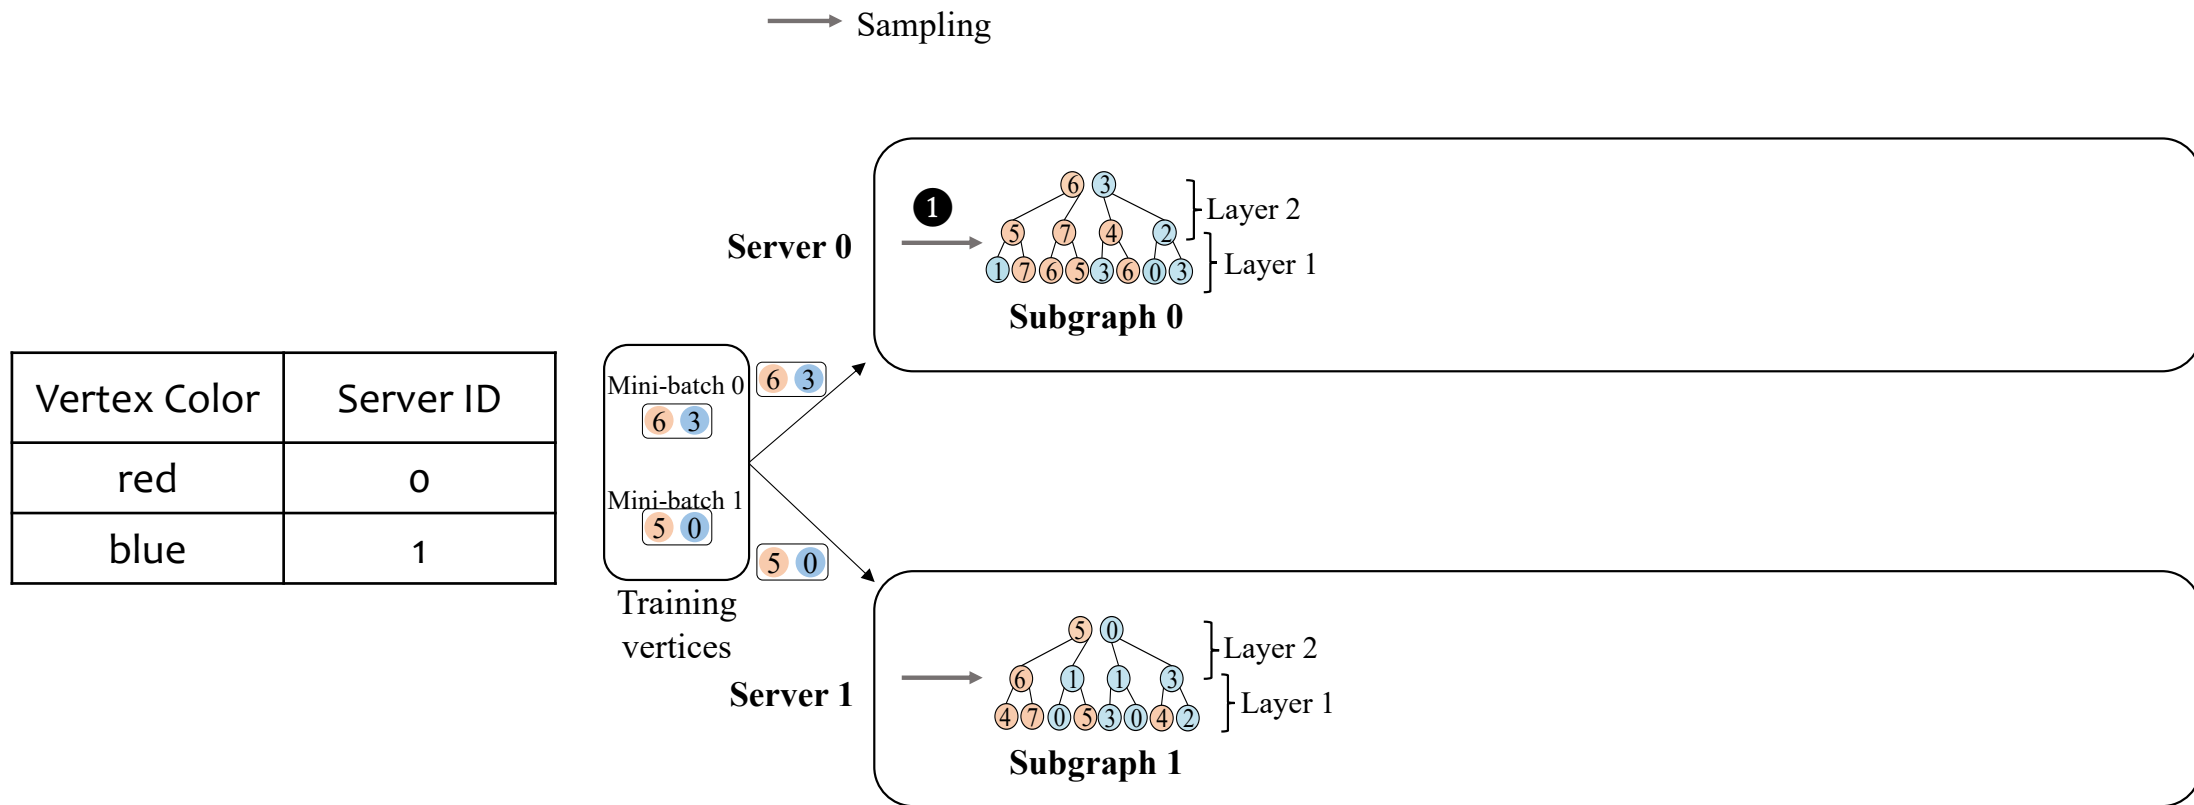 Sampling
Server 0
1
6 3
5 7 4 2
1 7 6 5 3 6 0 3
Layer 2
Layer 1
Subgraph 0
Vertex Color Server ID
red 0
blue 1
Mini-batch 0
6 3
Mini-batch 1
5 0
Training
vertices
6 3
5 0
Server 1
5 0
6 1 1 3
4 7 0 5 3 0 4 2
Layer 2
Layer 1
Subgraph 1